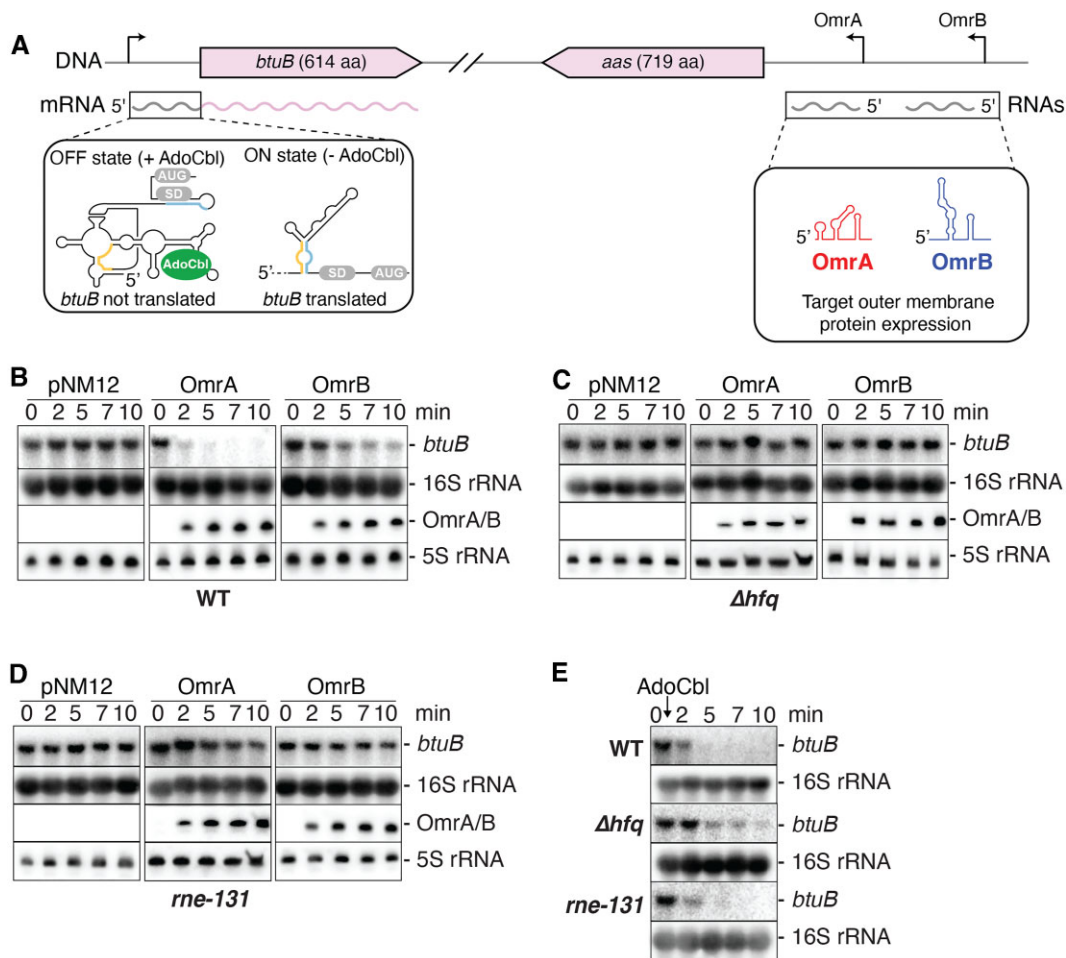 A
OmrA OmrB
DNA btuB (614 aa) aas (719 aa)
mRNA 5' 5' 5' RNAs
OFF state (+ AdoCbl) ON state (- AdoCbl)
AUG
SD
AdoCbl
5' 5' SD AUG
btuB not translated btuB translated
5' 5'
OmrA OmrB
Target outer membrane
protein expression
B
pNM12 OmrA OmrB
0 2 5 7 10 0 2 5 7 10 0 2 5 7 10 min
- btuB
- 16S rRNA
- OmrA/B
- 5S rRNA
WT
C
pNM12 OmrA OmrB
0 2 5 7 10 0 2 5 7 10 0 2 5 7 10 min
- btuB
- 16S rRNA
- OmrA/B
- 5S rRNA
Δhfq
D
pNM12 OmrA OmrB
0 2 5 7 10 0 2 5 7 10 0 2 5 7 10 min
- btuB
- 16S rRNA
- OmrA/B
- 5S rRNA
rne-131
E
AdoCbl
0 2 5 7 10 min
WT - btuB
- 16S rRNA
Δhfq - btuB
- 16S rRNA
rne-131 - btuB
- 16S rRNA